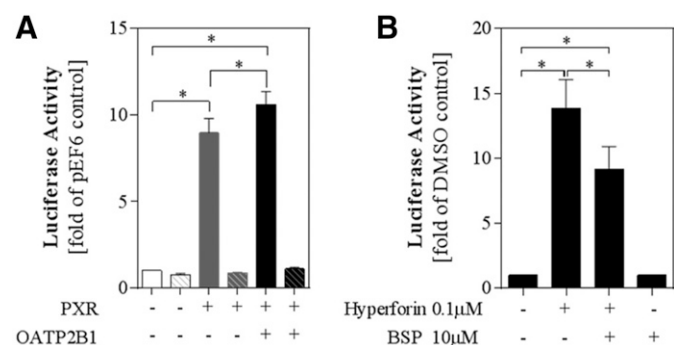 A
Luciferase Activity
[fold of pEF6 control]
15
10
5
0
*
*
*
PXR - - + + + +
OATP2B1 - - - - + +
B
Luciferase Activity
[fold of DMSO control]
20
15
10
5
0
*
*
*
Hyperforin 0.1μM - + + -
BSP 10μM - - + +